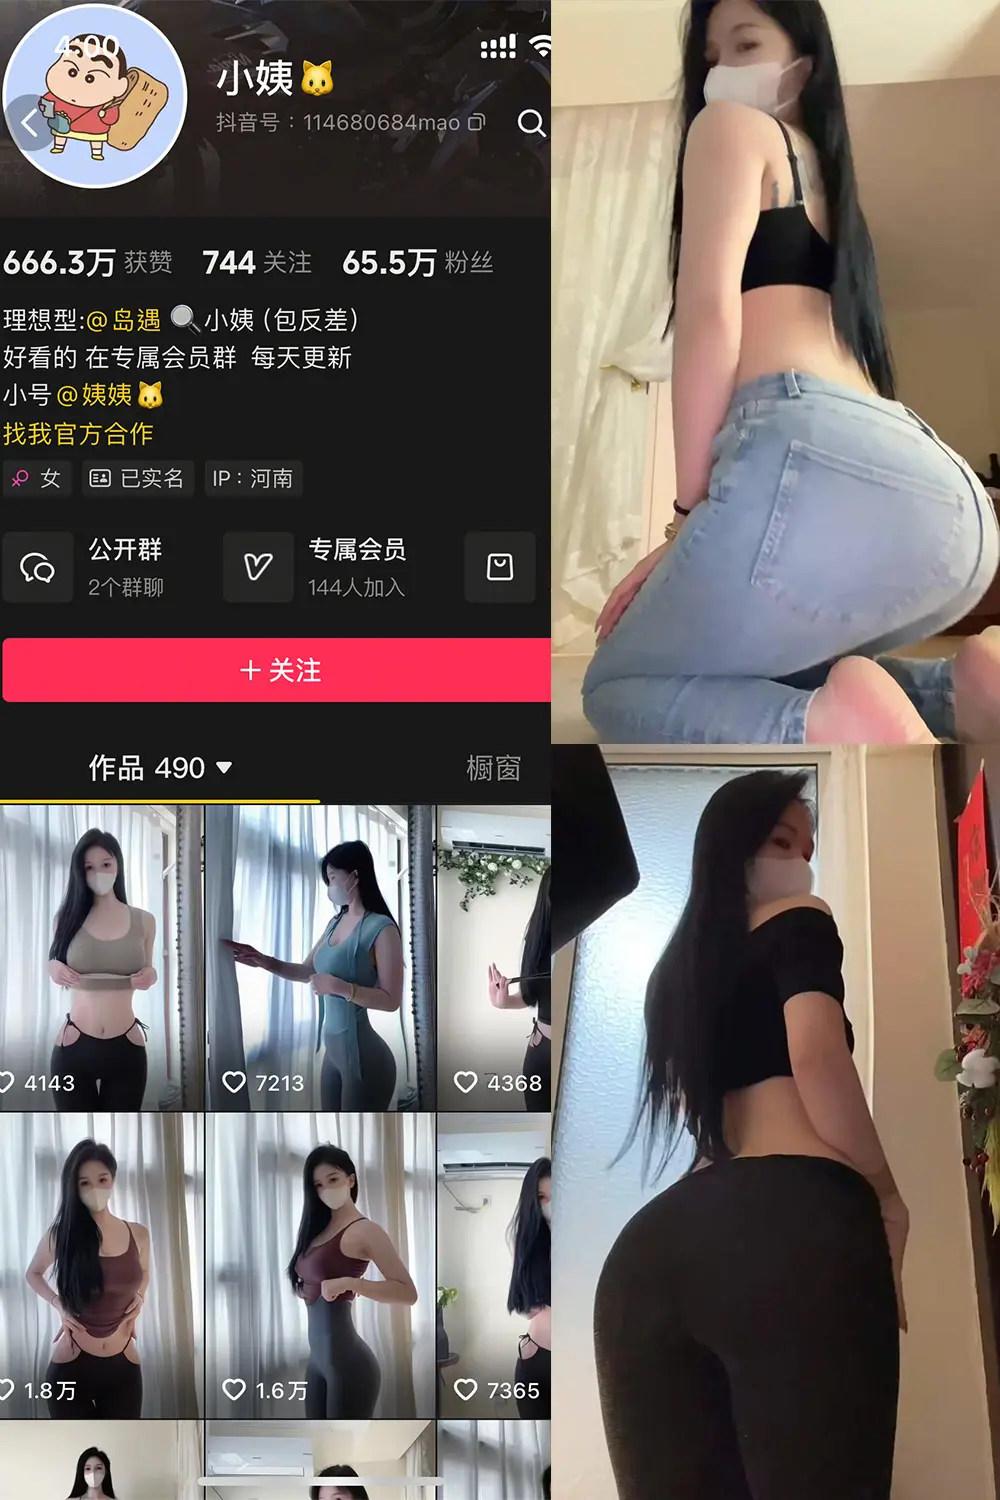 4:00
小姨🐱
抖音号：114680684mao
666.3万 获赞 744 关注 65.5万 粉丝
理想型:@岛遇 🔍小姨 (包反差)
好看的 在专属会员群 每天更新
小号@姨姨🐱
找我官方合作
女 已实名 IP：河南
公开群
2个群聊
专属会员
144人加入
+ 关注
作品 490 ▼ 橱窗
4143
7213
4368
1.8万
1.6万
7365